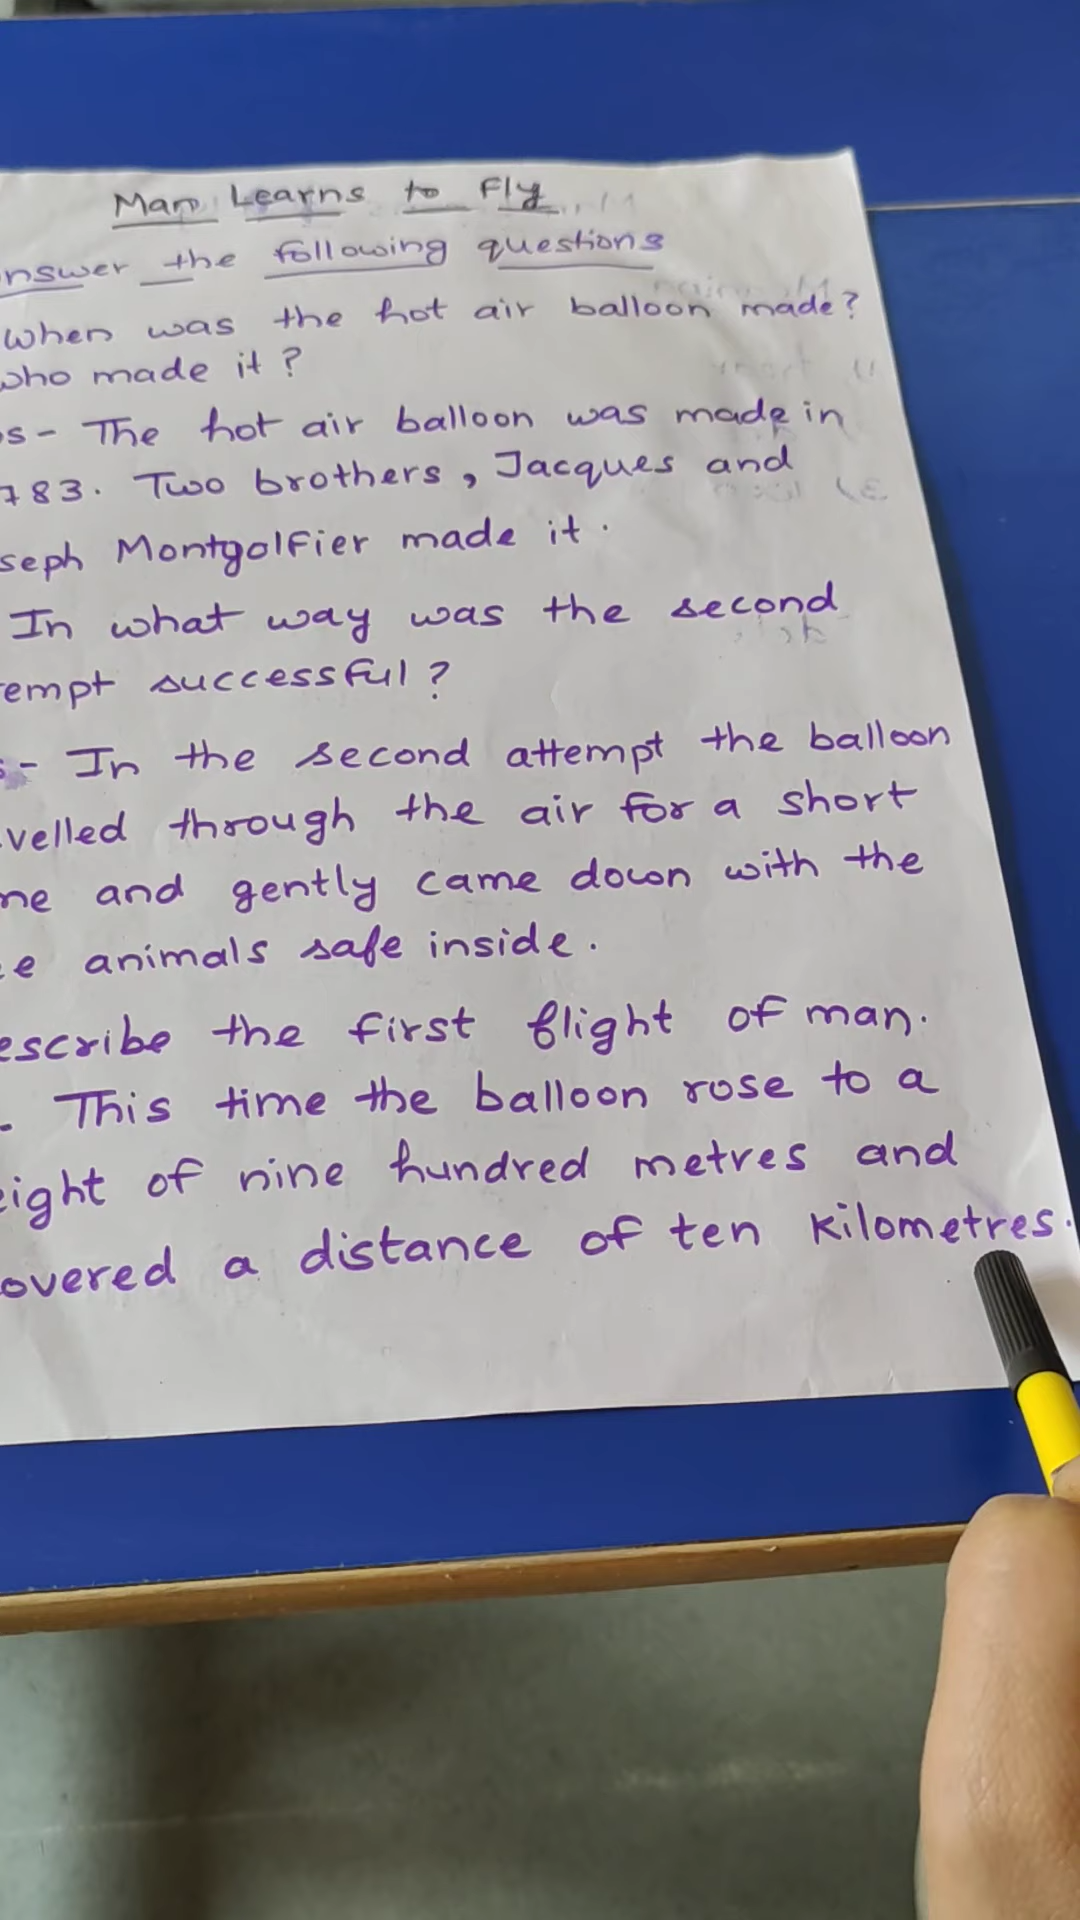 Man Learns to Fly
nswer the following questions
when was the hot air balloon made?
who made it?
s- The hot air balloon was made in
783. Two brothers, Jacques and
seph Montgolfier made it.
In what way was the second
empt successful?
- In the second attempt the balloon
velled through the air for a short
me and gently came down with the
e animals safe inside.
escribe the first flight of man.
. This time the balloon rose to a
eight of nine hundred metres and
overed a distance of ten kilometres.